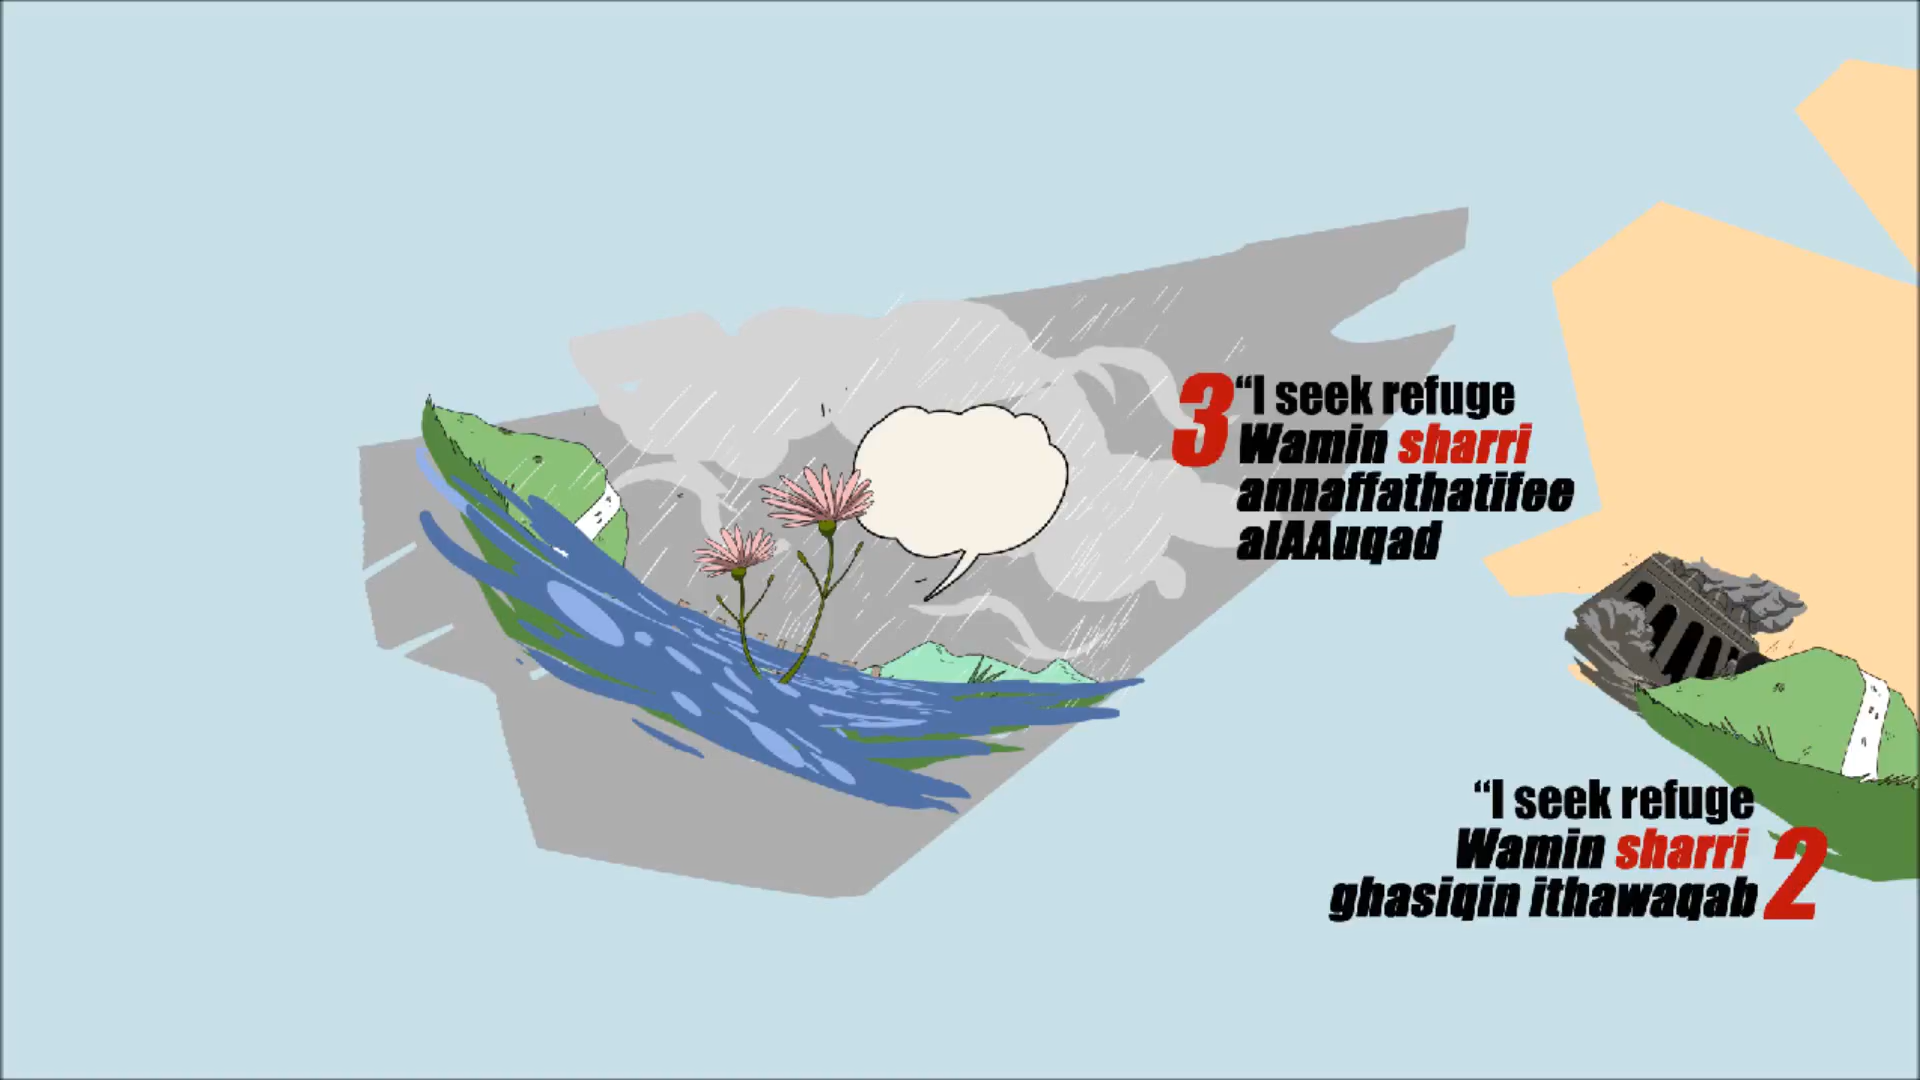 3 “I seek refuge
Wamin sharri
annaffathatifee
alAAuqad
“I seek refuge
Wamin sharri
ghasiqin ithawaqab 2